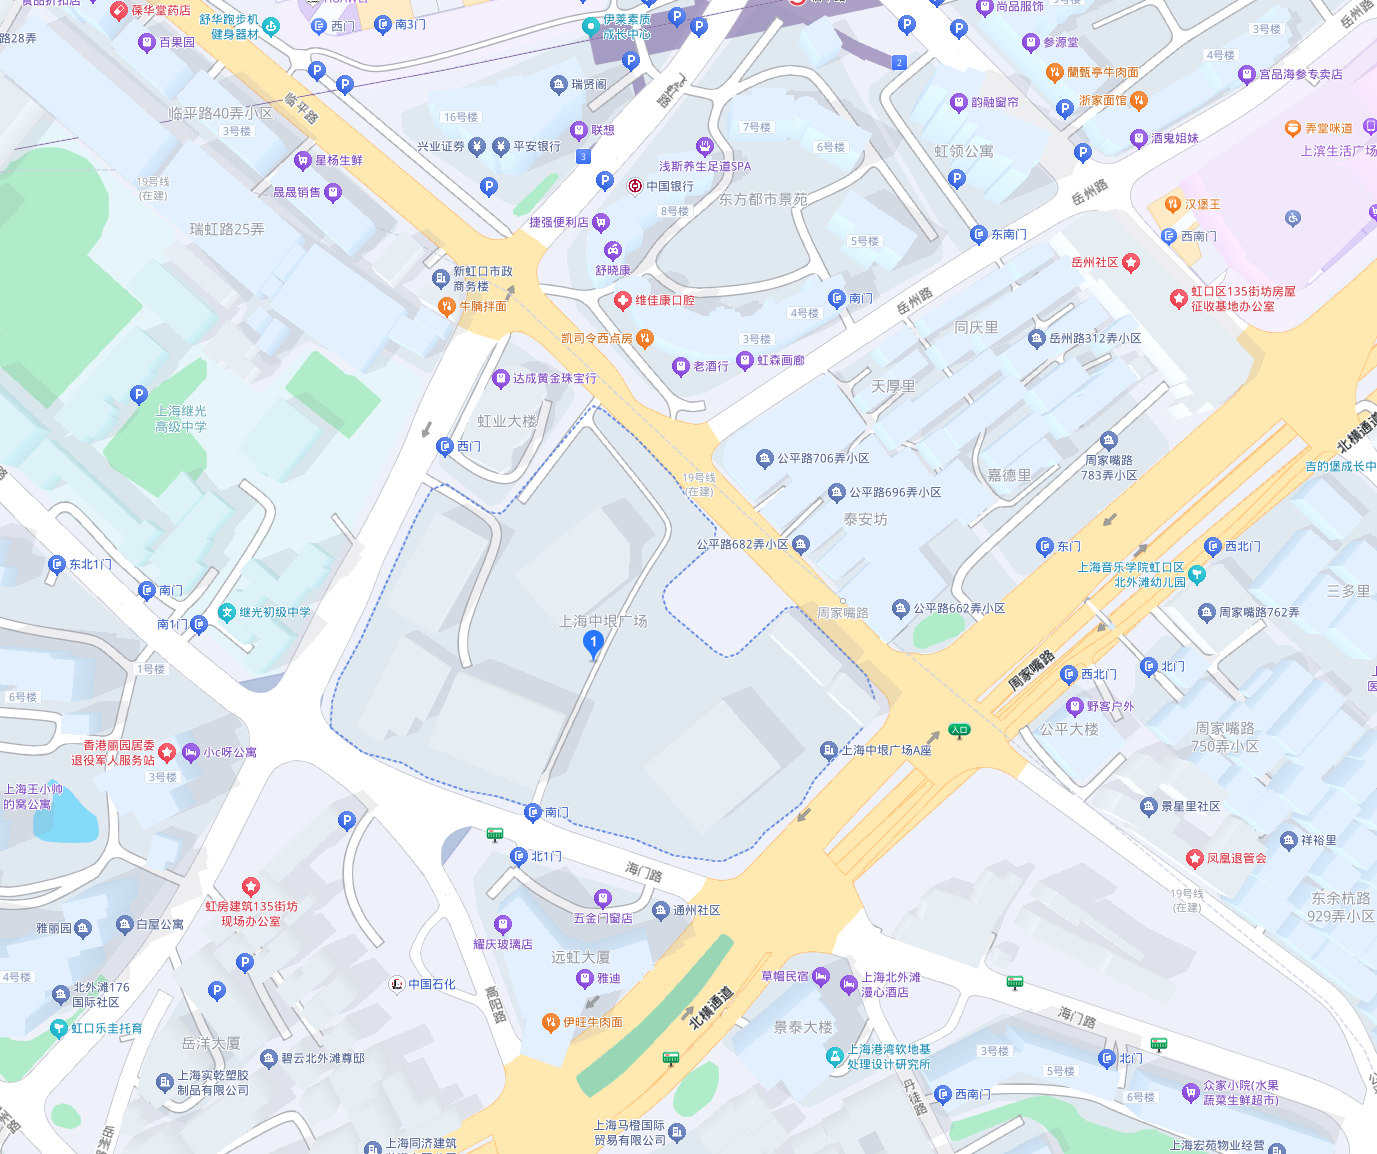 葆华堂药店
百果园
路28弄
舒华跑步机
健身器材
西门
南3门
伊莱素质
成长中心
尚品服饰
参源堂
3号楼
4号楼
岳州路
蘭甄亭牛肉面
浙家面馆
宫品海参专卖店
瑞贤阁
韵融窗帘
弄堂咪道
上滨生活广场
酒鬼姐妹
临平路40弄小区
3号楼
临平路
16号楼
兴业证券
平安银行
联想
7号楼
6号楼
虹领公寓
星杨生鲜
晟晟销售
19号线
(在建)
瑞虹路25弄
浅斯养生足道SPA
中国银行
东方都市景苑
8号楼
捷强便利店
5号楼
舒晓康
岳州路
汉堡王
西南门
东南门
岳州社区
虹口区135街坊房屋
征收基地办公室
新虹口市政
商务楼
牛腩拌面
维佳康口腔
南门
岳州路
4号楼
3号楼
凯司令西点房
老酒行
虹森画廊
同庆里
岳州路312弄小区
天厚里
达成黄金珠宝行
虹业大楼
西门
上海继光
高级中学
19号线
(在建)
公平路706弄小区
公平路696弄小区
泰安坊
嘉德里
周家嘴路
783弄小区
北横通道
吉的堡成长中
公平路682弄小区
东门
西北门
上海音乐学院虹口区
北外滩幼儿园
三多里
东北1门
南门
南1门
继光初级中学
上海中垠广场
1
周家嘴路
公平路662弄小区
周家嘴路762弄
周家嘴路
西北门
北门
野客户外
公平大楼
周家嘴路
750弄小区
入口
1号楼
6号楼
香港丽园居委
退役军人服务站
小c呀公寓
3号楼
上海王小帅
的窝公寓
上海中垠广场A座
南门
北1门
海门路
景星里社区
祥裕里
凤凰退管会
19号线
(在建)
东余杭路
929弄小区
虹房建筑135街坊
现场办公室
雅丽园
白屋公寓
五金门窗店
通州社区
耀庆玻璃店
远虹大厦
雅迪
中国石化
高阳路
4号楼
北外滩176
国际社区
虹口乐圭托育
岳洋大厦
碧云北外滩尊邸
上海实乾塑胶
制品有限公司
伊旺牛肉面
北横通道
草帽民宿
上海北外滩
漫心酒店
景泰大楼
海门路
上海港湾软地基
处理设计研究所
3号楼
5号楼
6号楼
北门
西南门
丹徒路
众家小院(水果
蔬菜生鲜超市)
上海马橙国际
贸易有限公司
上海同济建筑
上海宏苑物业经营